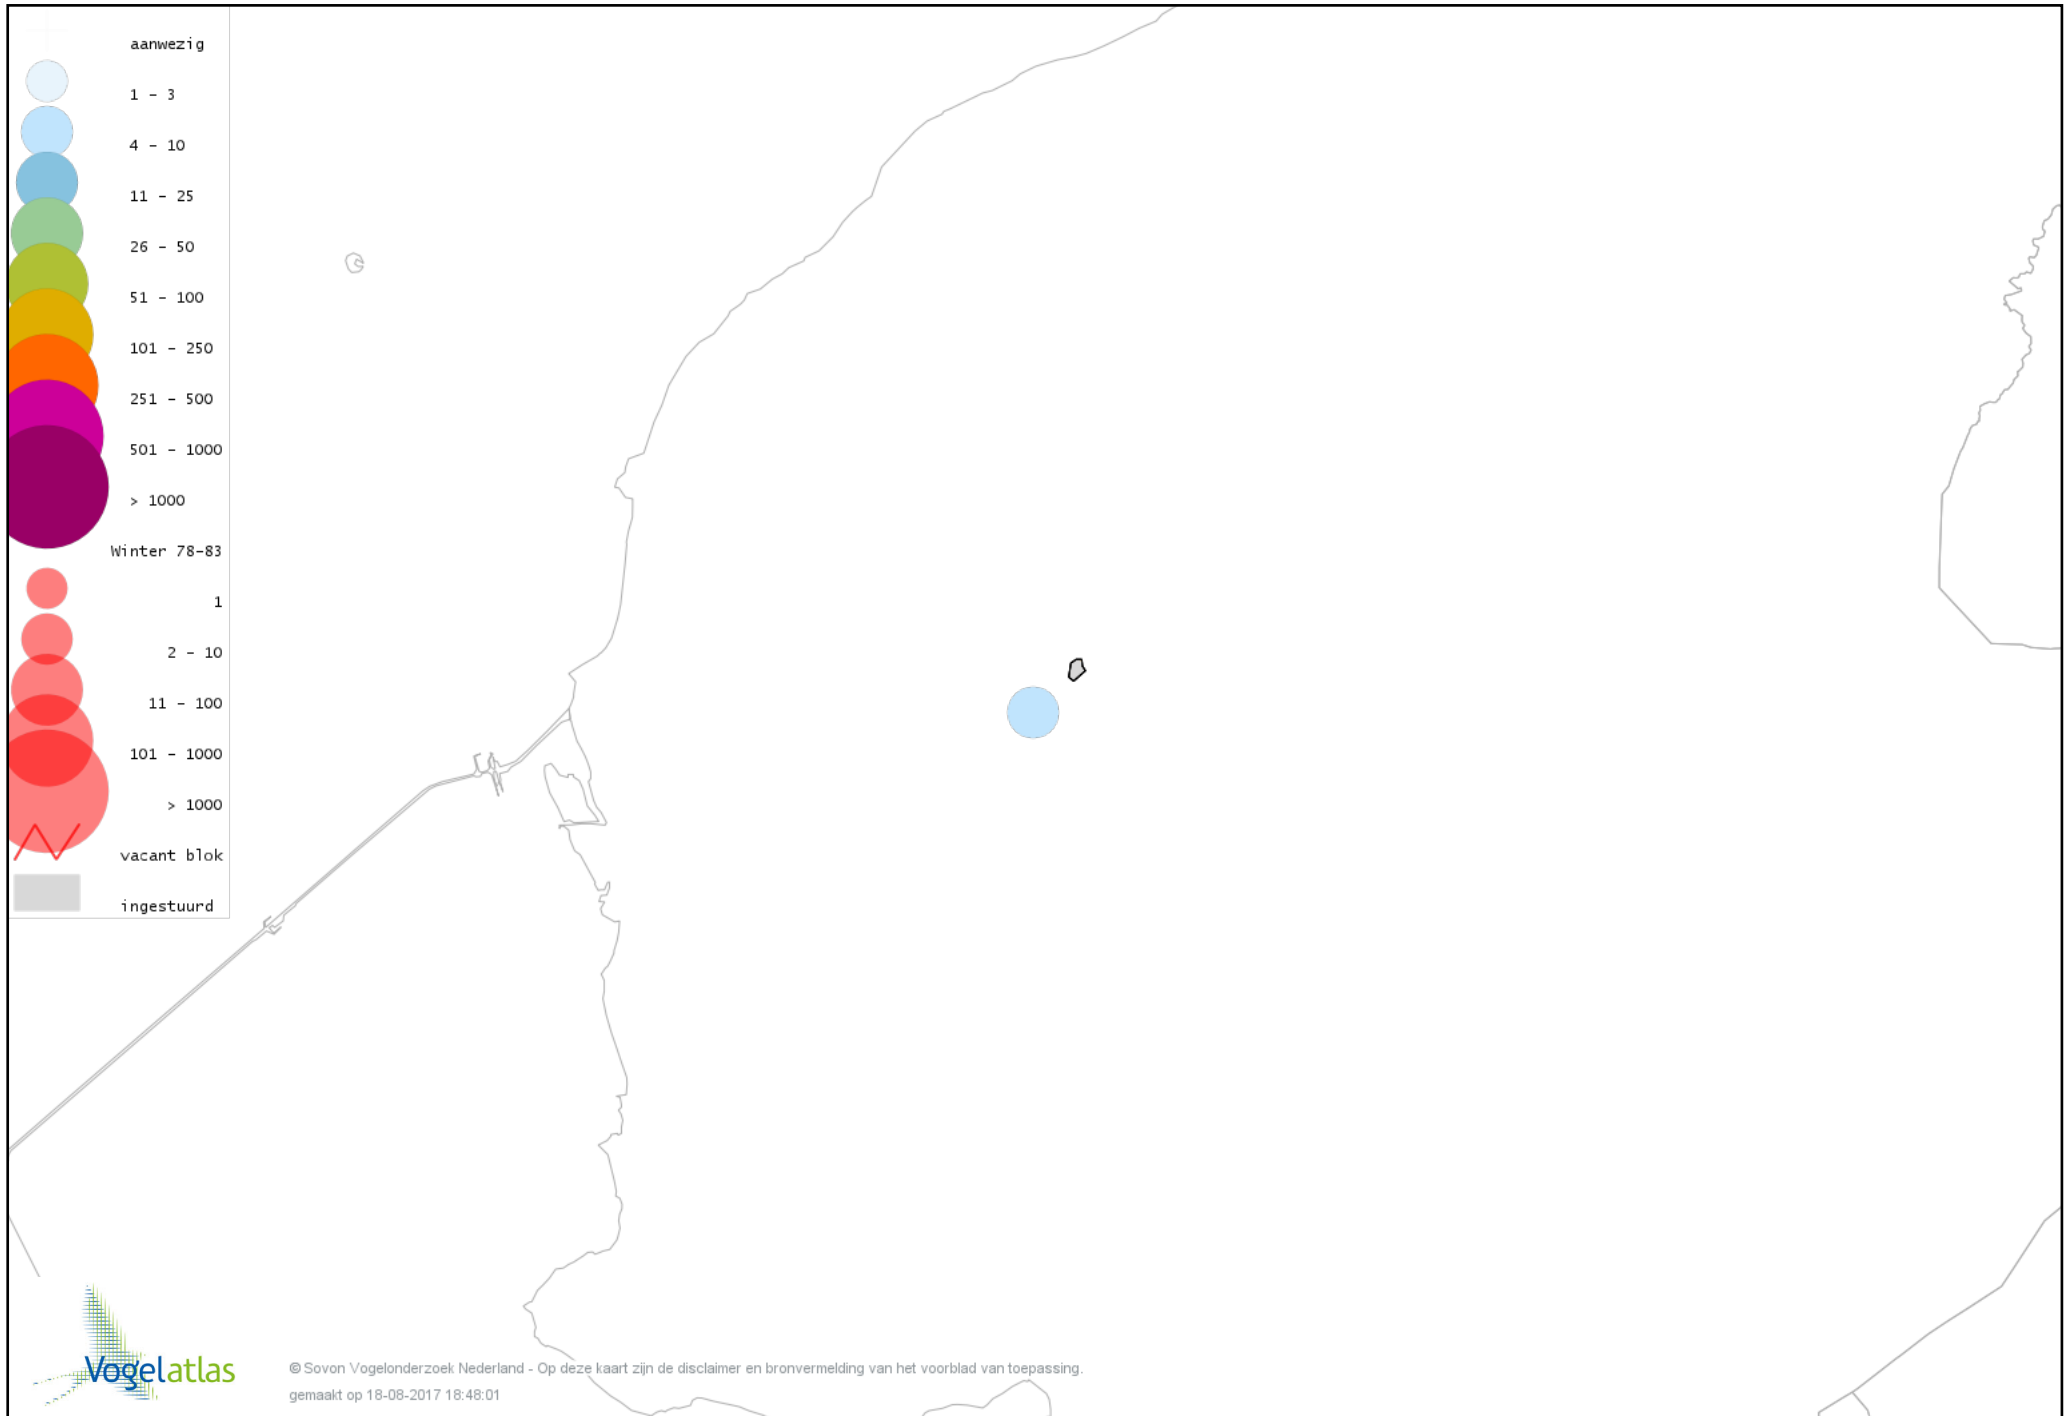 aanwezig
1 - 3
4 - 10
11 - 25
26 - 50
51 - 100
101 - 250
251 - 500
501 - 1000
> 1000
Winter 78-83
1
2 - 10
11 - 100
101 - 1000
> 1000
vacant blok
ingestuurd
Vogelatlas
© Sovon Vogelonderzoek Nederland - Op deze kaart zijn de disclaimer en bronvermelding van het voorblad van toepassing.
gemaakt op 18-08-2017 18:48:01